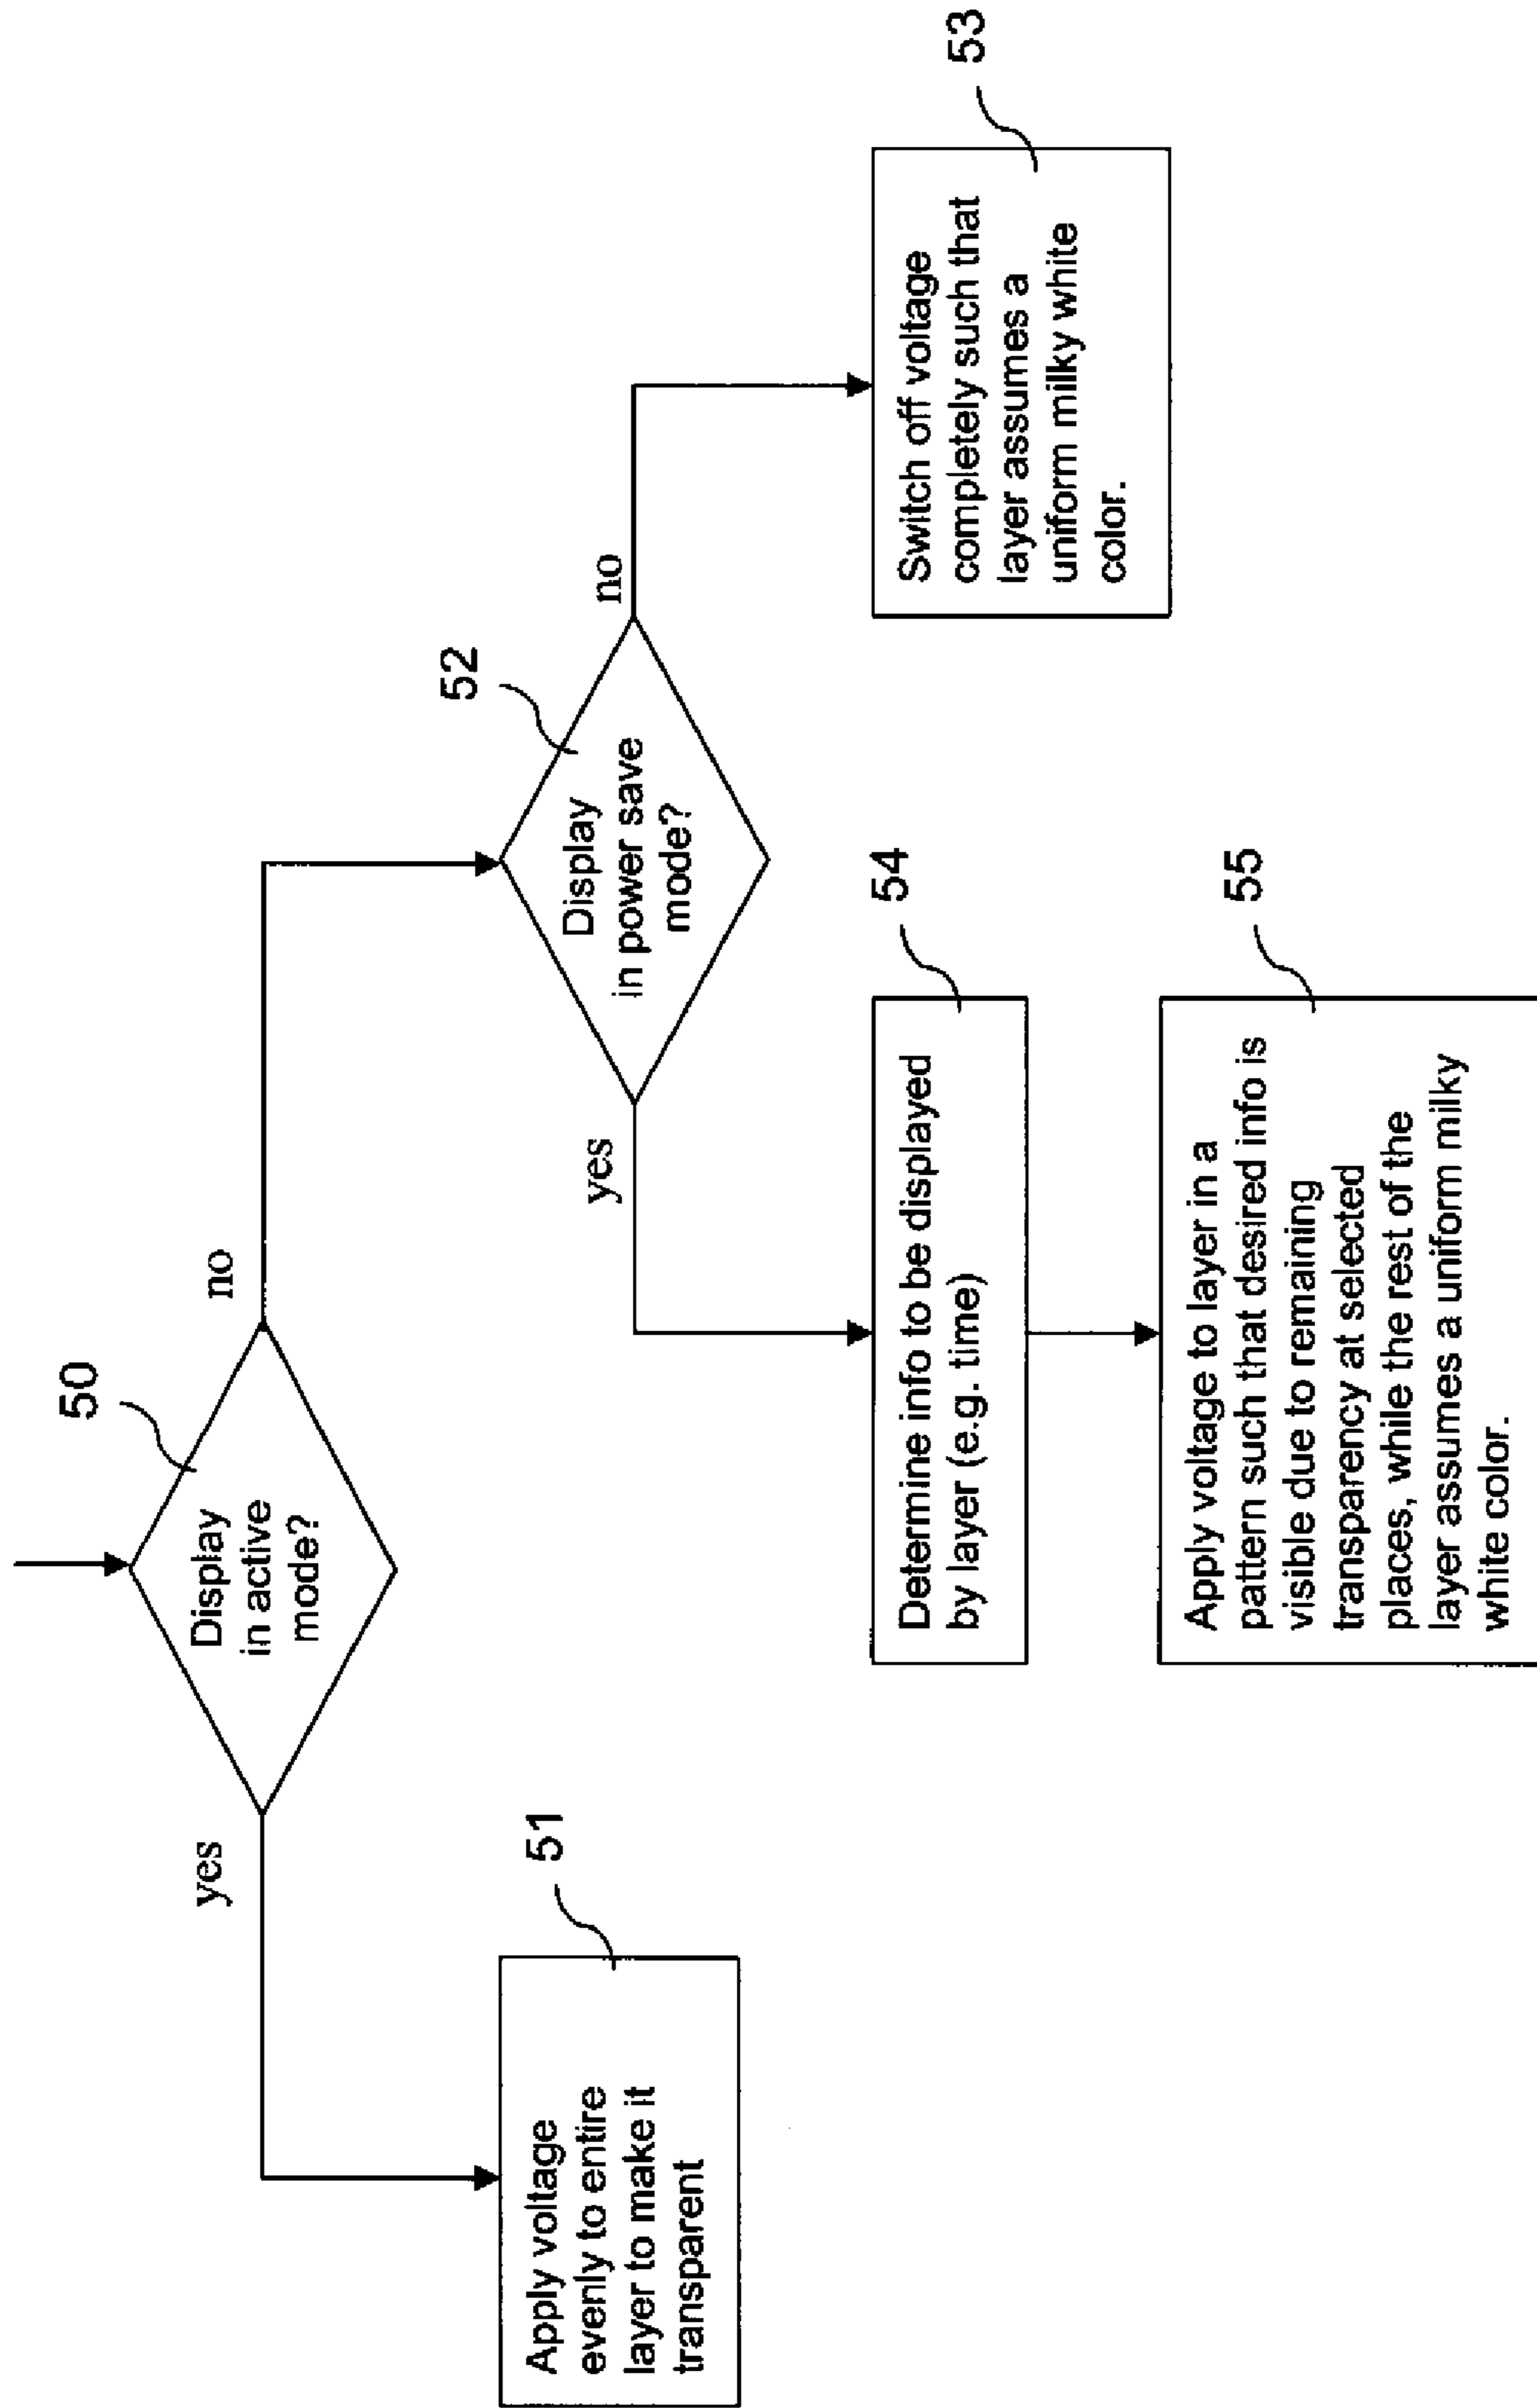 50
Display
in active
mode?
yes
no
51
Apply voltage
evenly to entire
layer to make it
transparent
52
Display
in power save
mode?
yes
no
53
Switch off voltage
completely such that
layer assumes a
uniform milky white
color.
54
Determine info to be displayed
by layer (e.g. time)
55
Apply voltage to layer in a
pattern such that desired info is
visible due to remaining
transparency at selected
places, while the rest of the
layer assumes a uniform milky
white color.